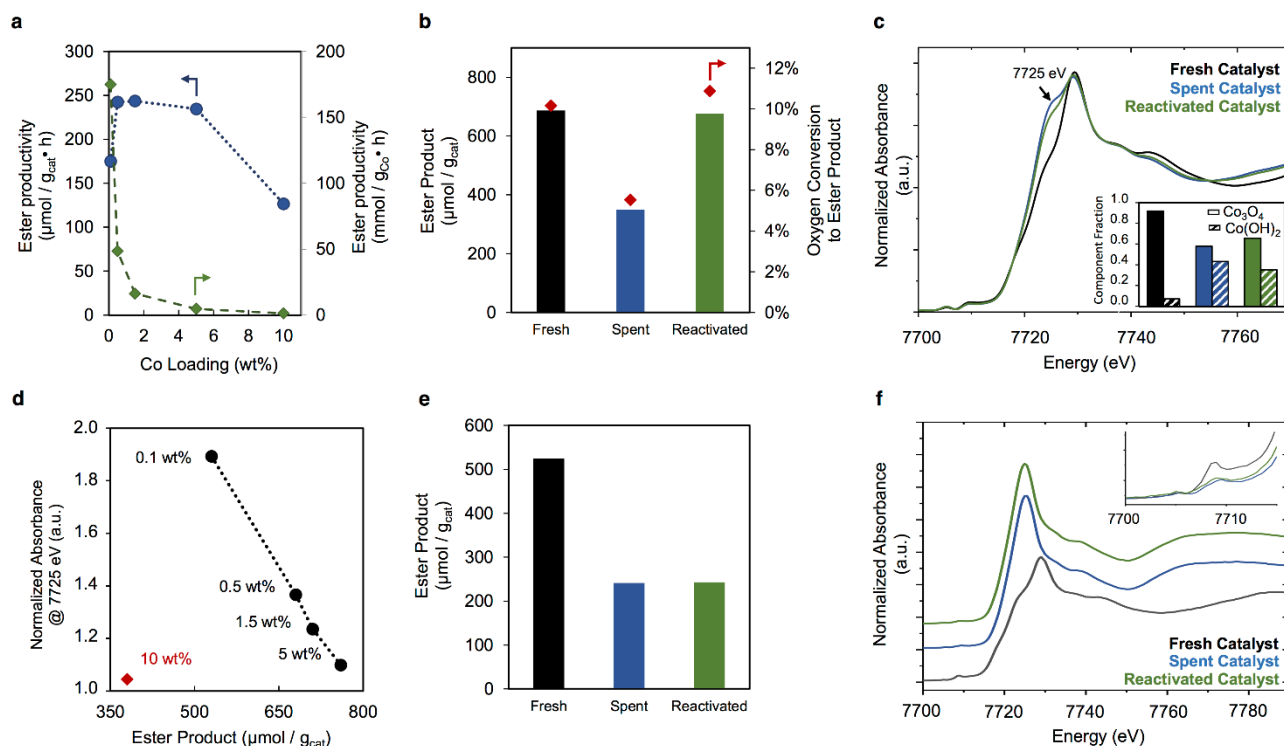 a
300
250
200
150
100
50
0
200
150
100
50
0
0
2
4
6
8
10
Ester productivity
(µmol / gcat• h)
Ester productivity
(mmol / gCo• h)
Co Loading (wt%)
b
800
600
400
200
0
12%
10%
8%
6%
4%
2%
0%
Ester Product
(µmol / gcat)
Oxygen Conversion
to Ester Product
Fresh
Spent
Reactivated
c
7725 eV
Fresh Catalyst
Spent Catalyst
Reactivated Catalyst
Normalized Absorbance
(a.u.)
Component Fraction
1.0
0.8
0.6
0.4
0.2
0.0
Co3O4
Co(OH)2
7700
7720
7740
7760
Energy (eV)
d
2.0
1.8
1.6
1.4
1.2
1.0
Normalized Absorbance
@ 7725 eV (a.u.)
0.1 wt%
0.5 wt%
1.5 wt%
5 wt%
10 wt%
350
500
650
800
Ester Product (µmol / gcat)
e
600
500
400
300
200
100
0
Ester Product
(µmol / gcat)
Fresh
Spent
Reactivated
f
Normalized Absorbance
(a.u.)
7700
7710
Fresh Catalyst
Spent Catalyst
Reactivated Catalyst
7700
7720
7740
7760
7780
Energy (eV)